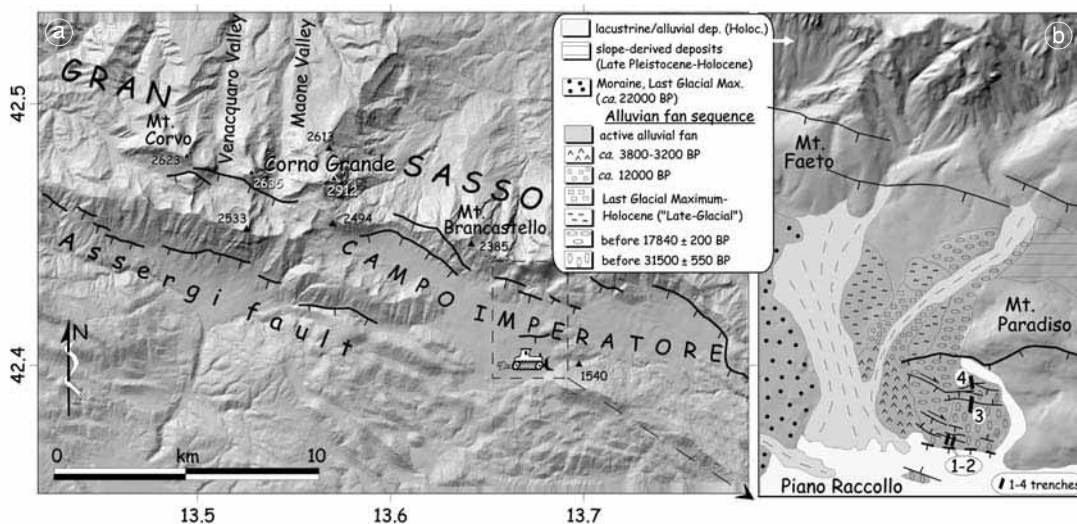 a
GRAN SASSO
Mt. Corvo
2623
Venacquaro Valley
Maone Valley
2613
Corno Grande
2635
2912
2533
2494
Mt. Brancastello
2385
CAMPO IMPERATORE
Assergi fault
1540
N
42.5
42.4
0
km
10
13.5
13.6
13.7
lacustrine/alluvial dep. (Holoc.)
slope-derived deposits
(Late Pleistocene-Holocene)
Moraine, Last Glacial Max.
(ca. 22000 BP)
Alluvian fan sequence
active alluvial fan
ca. 3800-3200 BP
ca. 12000 BP
Last Glacial Maximum-
Holocene ("Late-Glacial")
before 17840 ± 200 BP
before 31500 ± 550 BP
b
Mt.
Faeto
Mt.
Paradiso
4
3
1-2
Piano Raccollo
1-4 trenches